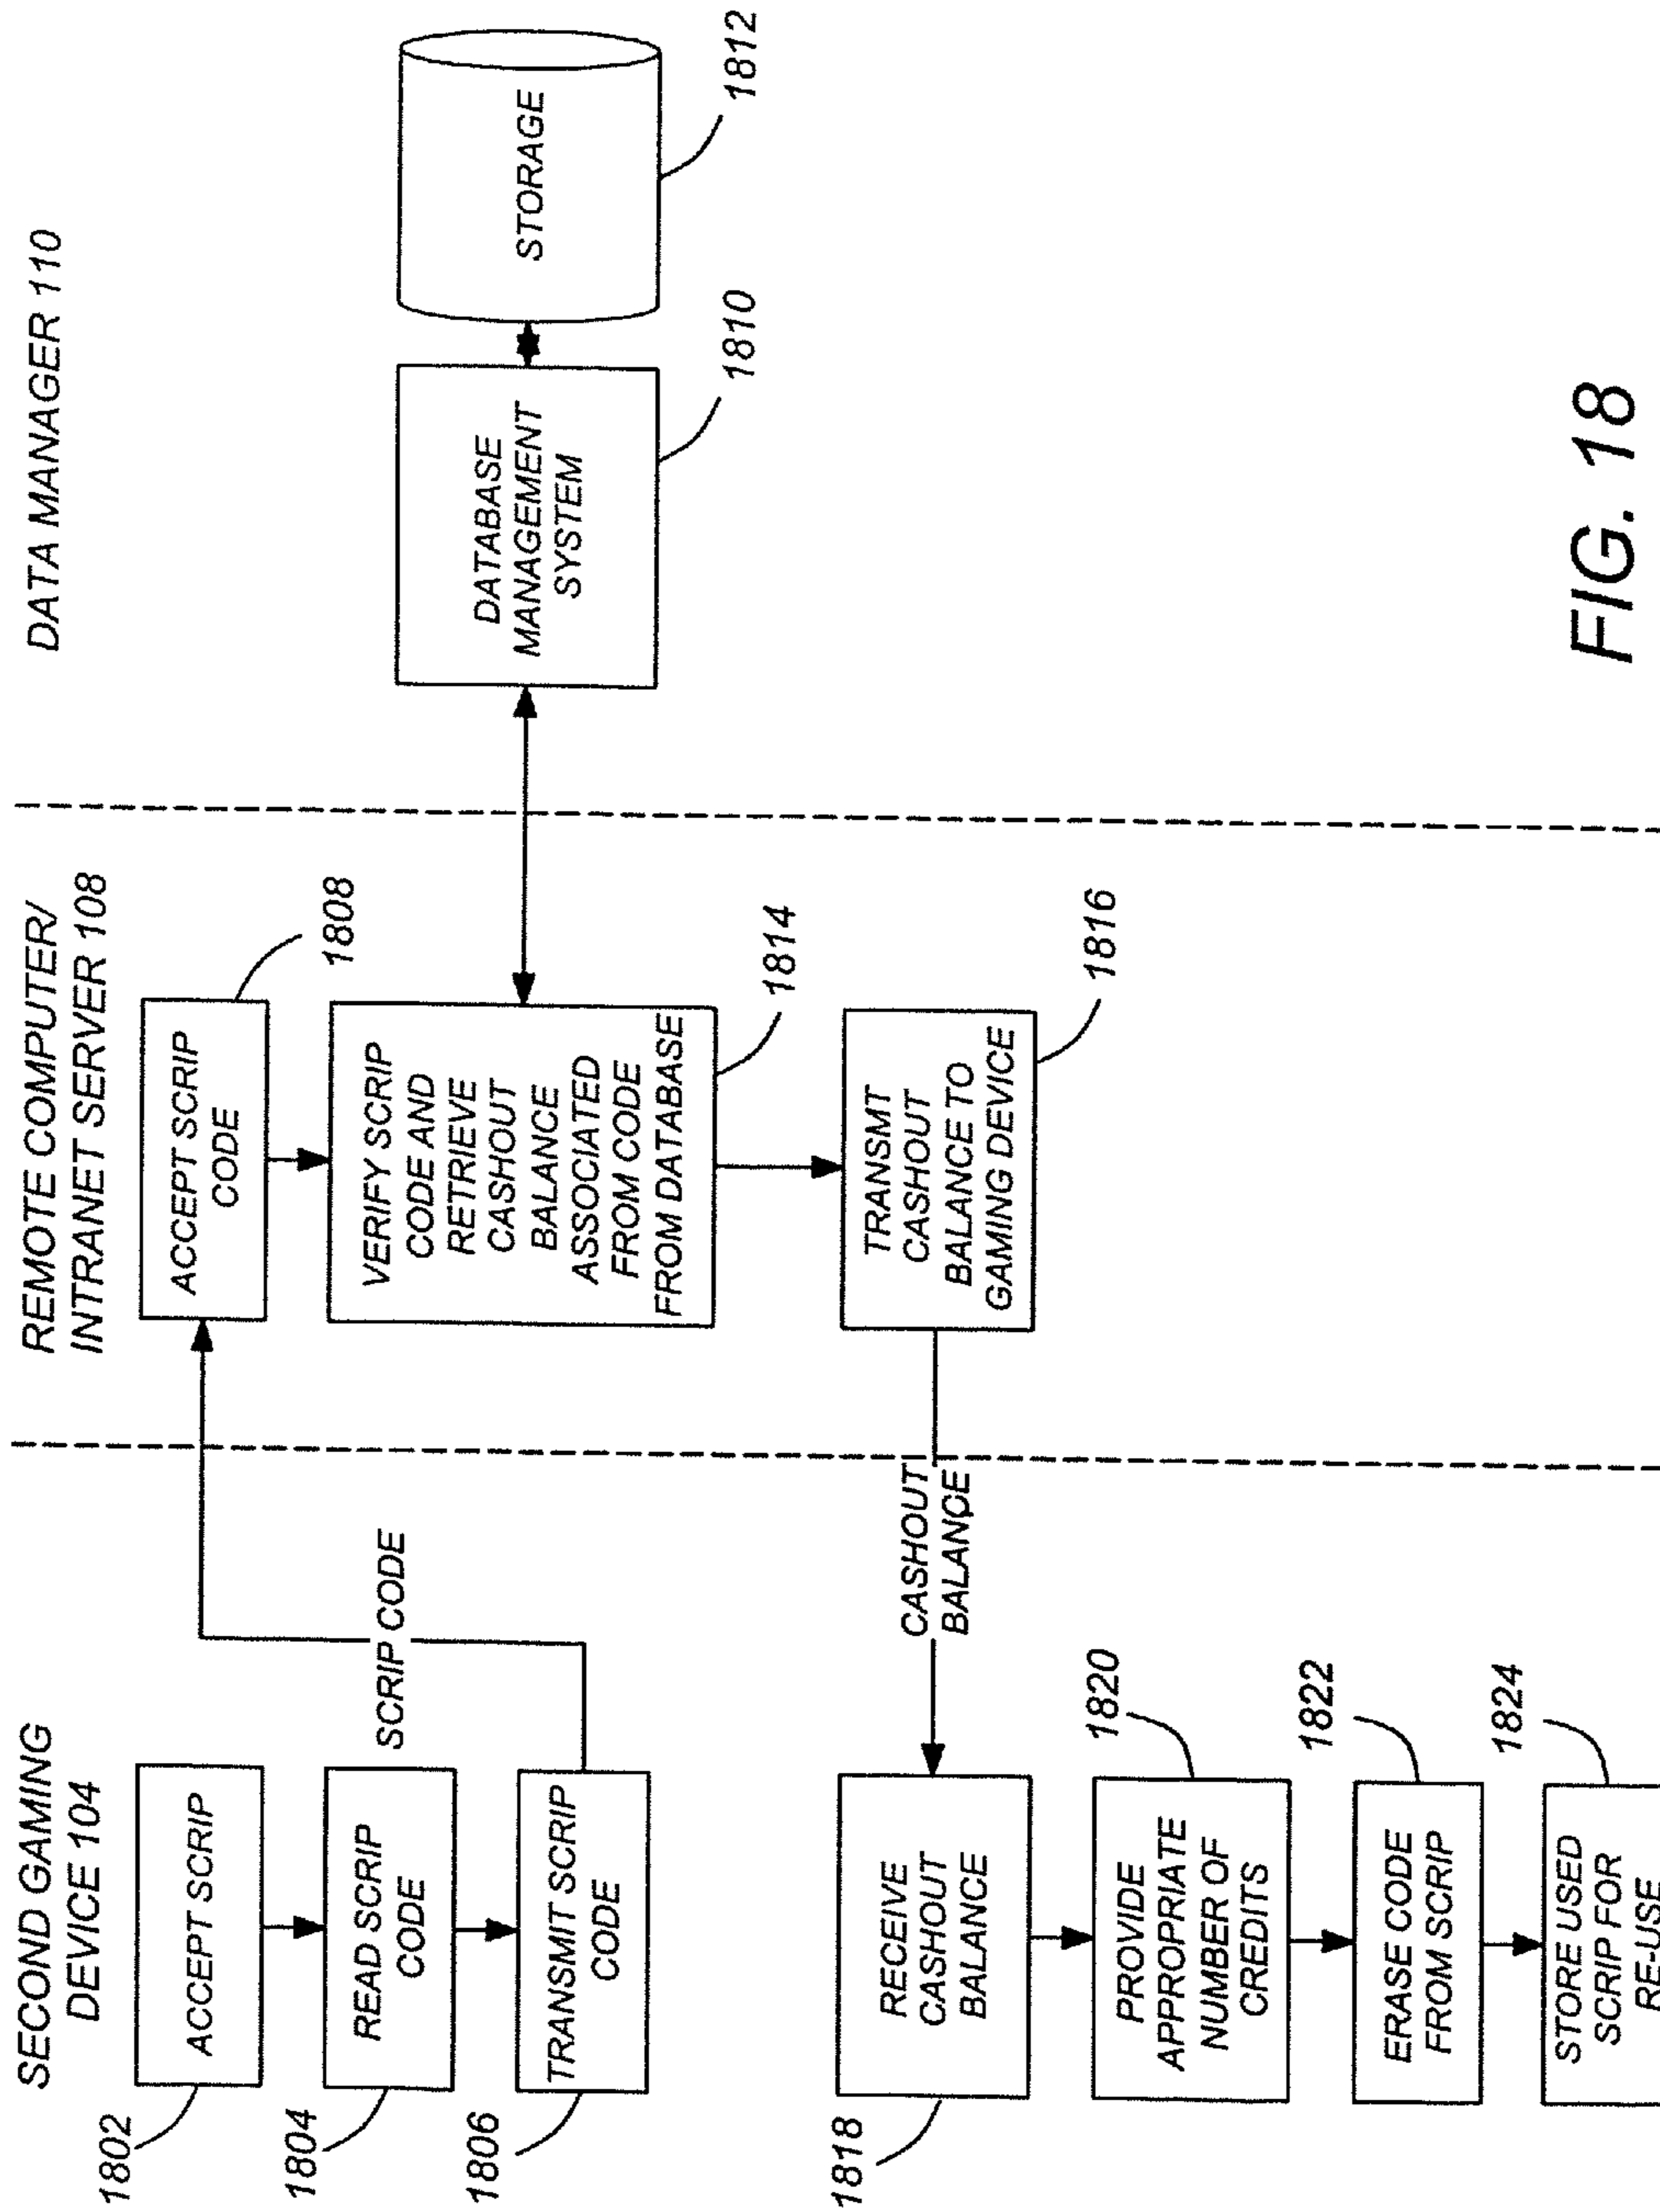 SECOND GAMING
DEVICE 104
1802
ACCEPT SCRIP
1804
READ SCRIP
CODE
1806
TRANSMIT SCRIP
CODE
SCRIP CODE
1818
RECEIVE
CASHOUT
BALANCE
CASHOUT
BALANCE
1820
PROVIDE
APPROPRIATE
NUMBER OF
CREDITS
1822
ERASE CODE
FROM SCRIP
1824
STORE USED
SCRIP FOR
RE-USE
REMOTE COMPUTER/
INTRANET SERVER 108
ACCEPT SCRIP
CODE
1808
VERIFY SCRIP
CODE AND
RETRIEVE
CASHOUT
BALANCE
ASSOCIATED
FROM CODE
FROM DATABASE
1814
TRANSMT
CASHOUT
BALANCE TO
GAMING DEVICE
1816
DATA MANAGER 110
DATABASE
MANAGEMENT
SYSTEM
1810
STORAGE
1812
FIG. 18